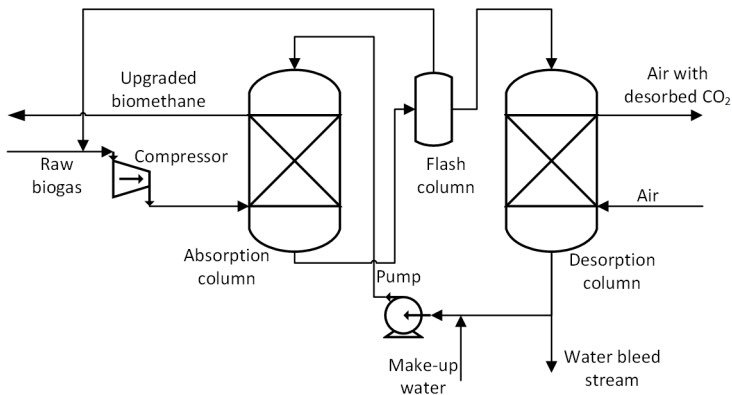 Upgraded
biomethane
Air with
desorbed CO₂
Raw
biogas
Compressor
Flash
column
Air
Absorption
column
Pump
Desorption
column
Make-up
water
Water bleed
stream